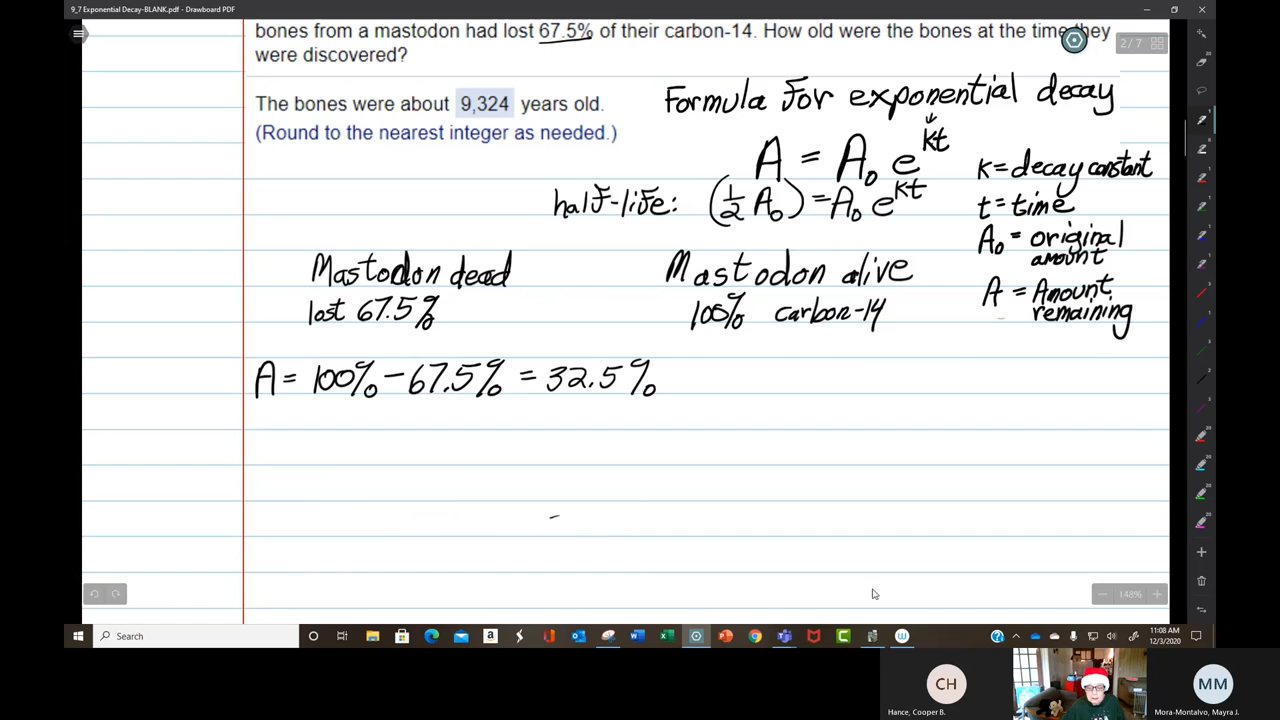 9_7 Exponential Decay-BLANK.pdf - Drawboard PDF
bones from a mastodon had lost 67.5% of their carbon-14. How old were the bones at the time they
were discovered?
2/7
The bones were about 9,324 years old.
(Round to the nearest integer as needed.)
Formula for exponential decay
A = A₀ e^kt
half-life: (1/2 A₀) = A₀ e^kt
k = decay constant
t = time
A₀ = original
amount
A = Amount
remaining
Mastodon dead
lost 67.5%
Mastodon alive
100% carbon-14
A = 100% - 67.5% = 32.5%
148%
Search
11:08 AM
12/3/2020
CH
Hance, Cooper B.
MM
Mora-Montalvo, Mayra J.